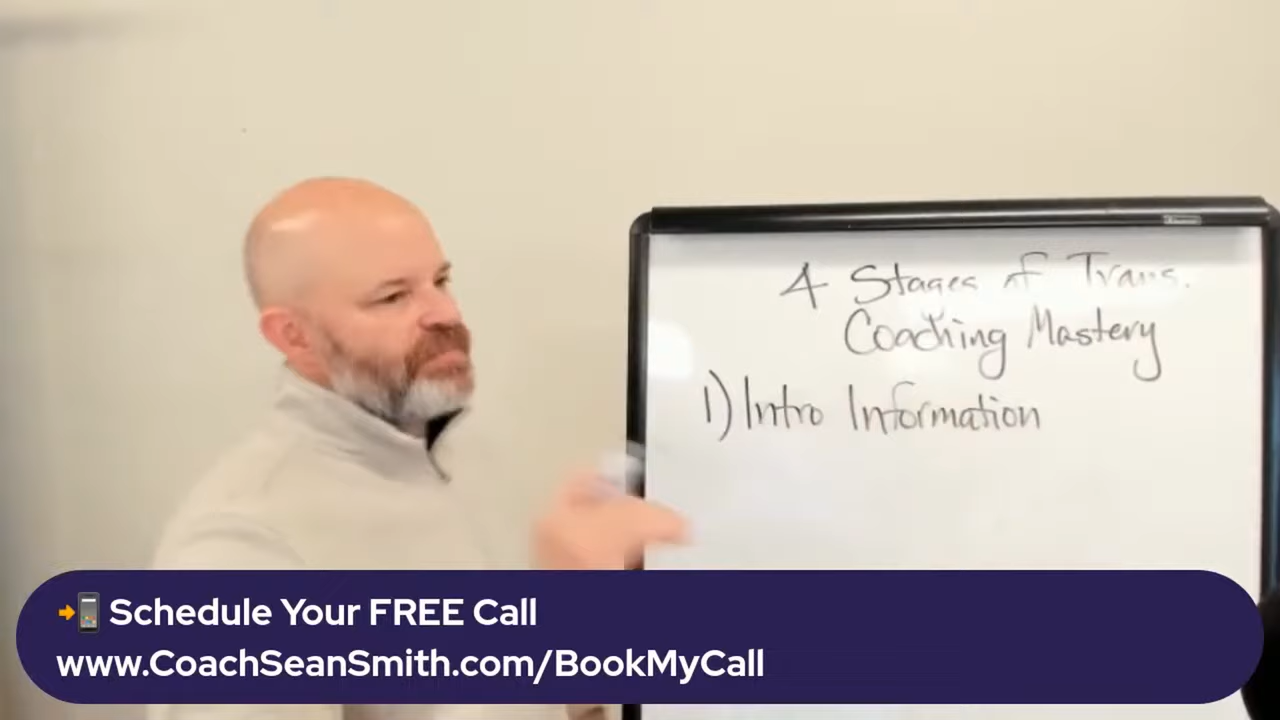 4 Stages of Trans.
Coaching Mastery
1) Intro Information
Schedule Your FREE Call
www.CoachSeanSmith.com/BookMyCall